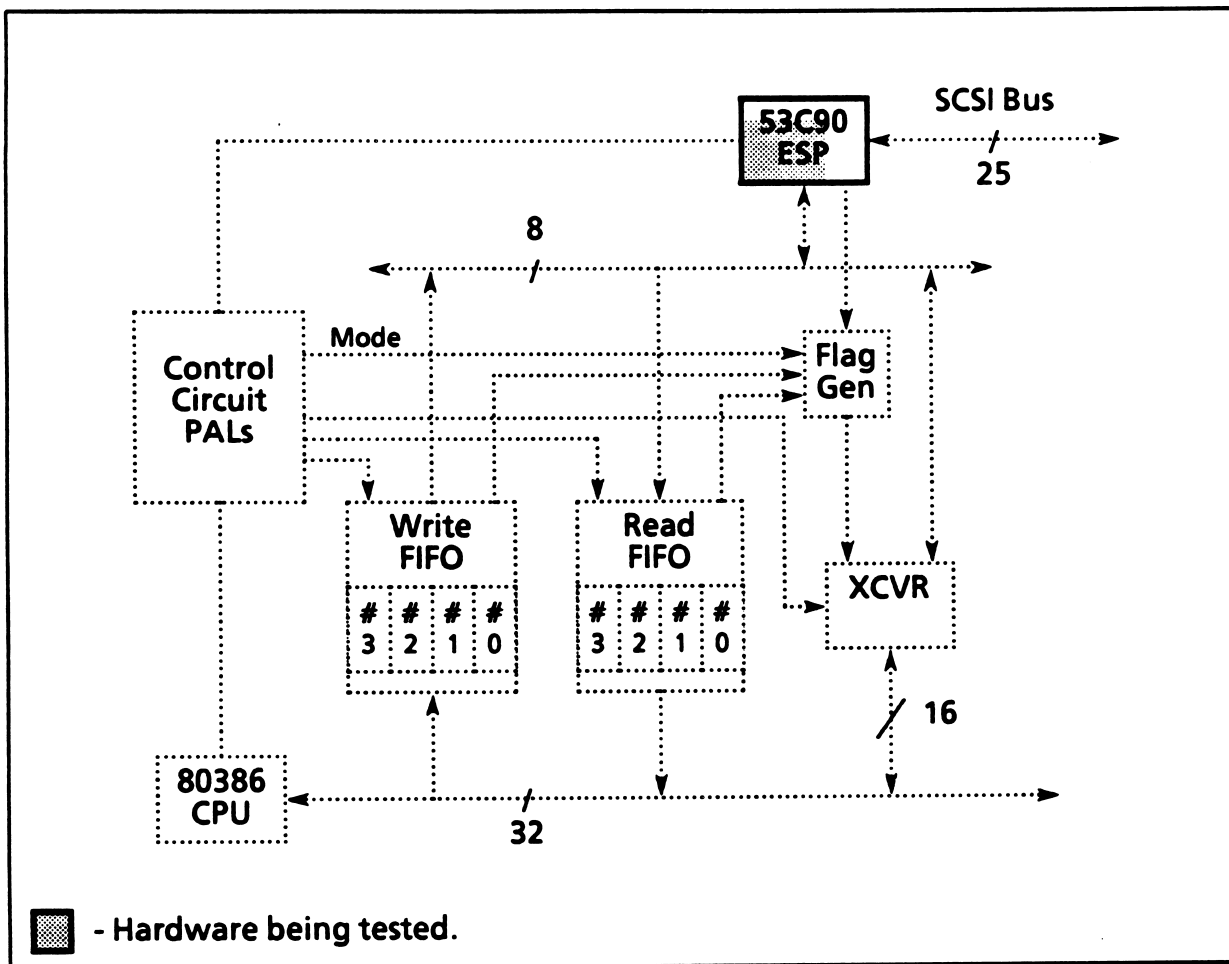 SCSI Bus
53C90
ESP
25
8
Mode
Control
Circuit
PALs
Flag
Gen
Write
FIFO
Read
FIFO
# # # #
3 2 1 0
# # # #
3 2 1 0
XCVR
16
80386
CPU
32
- Hardware being tested.